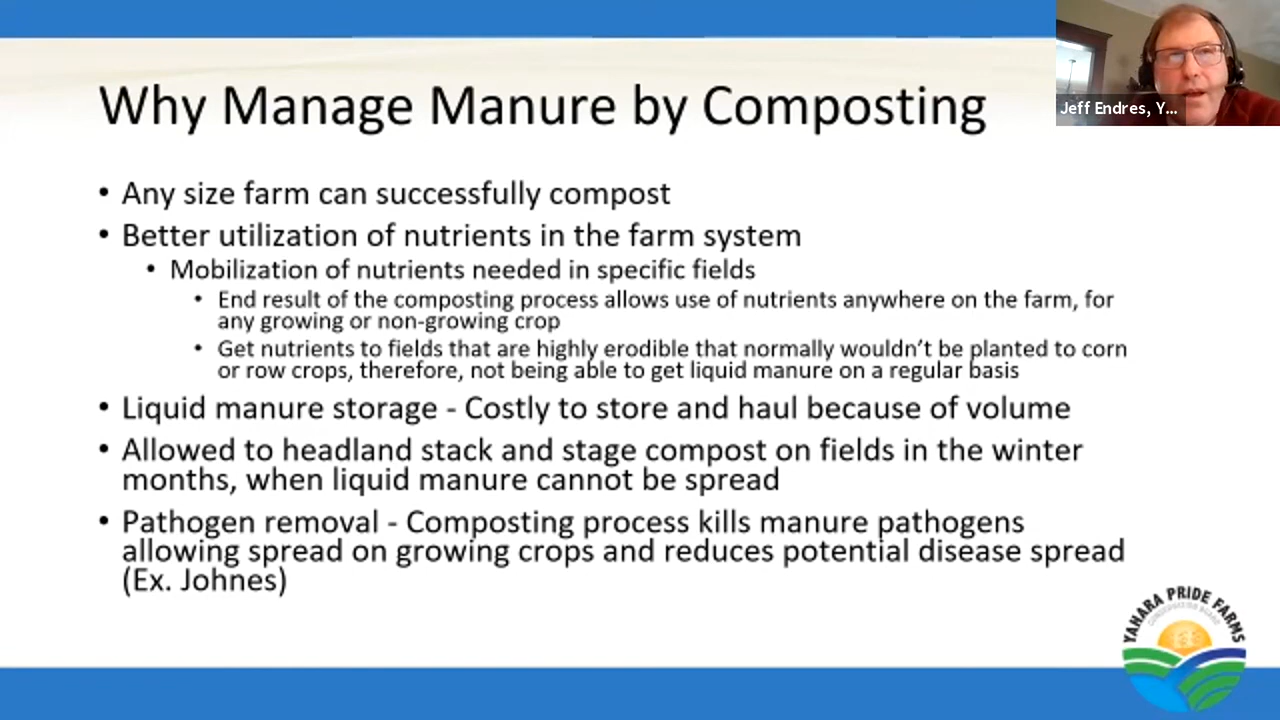 Why Manage Manure by Composting
Jeff Endres, Y...
• Any size farm can successfully compost
• Better utilization of nutrients in the farm system
• Mobilization of nutrients needed in specific fields
• End result of the composting process allows use of nutrients anywhere on the farm, for
any growing or non-growing crop
• Get nutrients to fields that are highly erodible that normally wouldn’t be planted to corn
or row crops, therefore, not being able to get liquid manure on a regular basis
• Liquid manure storage - Costly to store and haul because of volume
• Allowed to headland stack and stage compost on fields in the winter
months, when liquid manure cannot be spread
• Pathogen removal - Composting process kills manure pathogens
allowing spread on growing crops and reduces potential disease spread
(Ex. Johnes)
YAHARA PRIDE FARMS
CONSERVATION BOARD